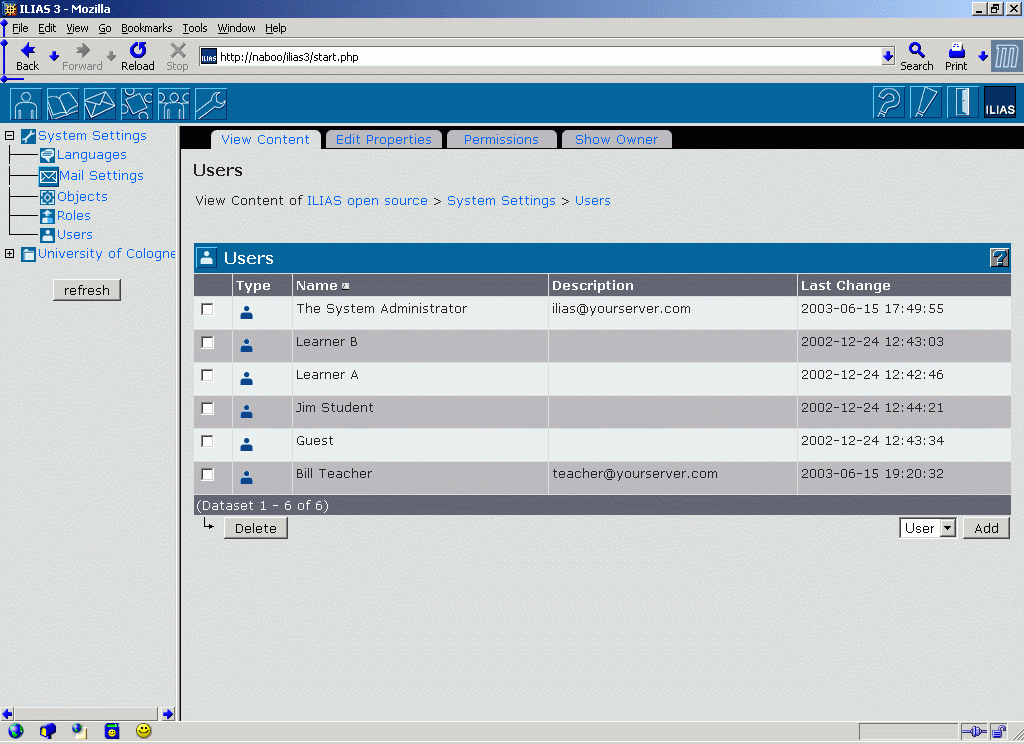 ILIAS 3 - Mozilla
File Edit View Go Bookmarks Tools Window Help
Back Forward Reload Stop ILIAS http://naboo/ilias3/start.php Search Print
ILIAS
System Settings
Languages
Mail Settings
Objects
Roles
Users
University of Cologne
refresh
View Content Edit Properties Permissions Show Owner
Users
View Content of ILIAS open source > System Settings > Users
Users ?
Type Name Description Last Change
The System Administrator ilias@yourserver.com 2003-06-15 17:49:55
Learner B 2002-12-24 12:43:03
Learner A 2002-12-24 12:42:46
Jim Student 2002-12-24 12:44:21
Guest 2002-12-24 12:43:34
Bill Teacher teacher@yourserver.com 2003-06-15 19:20:32
(Dataset 1 - 6 of 6)
Delete User Add